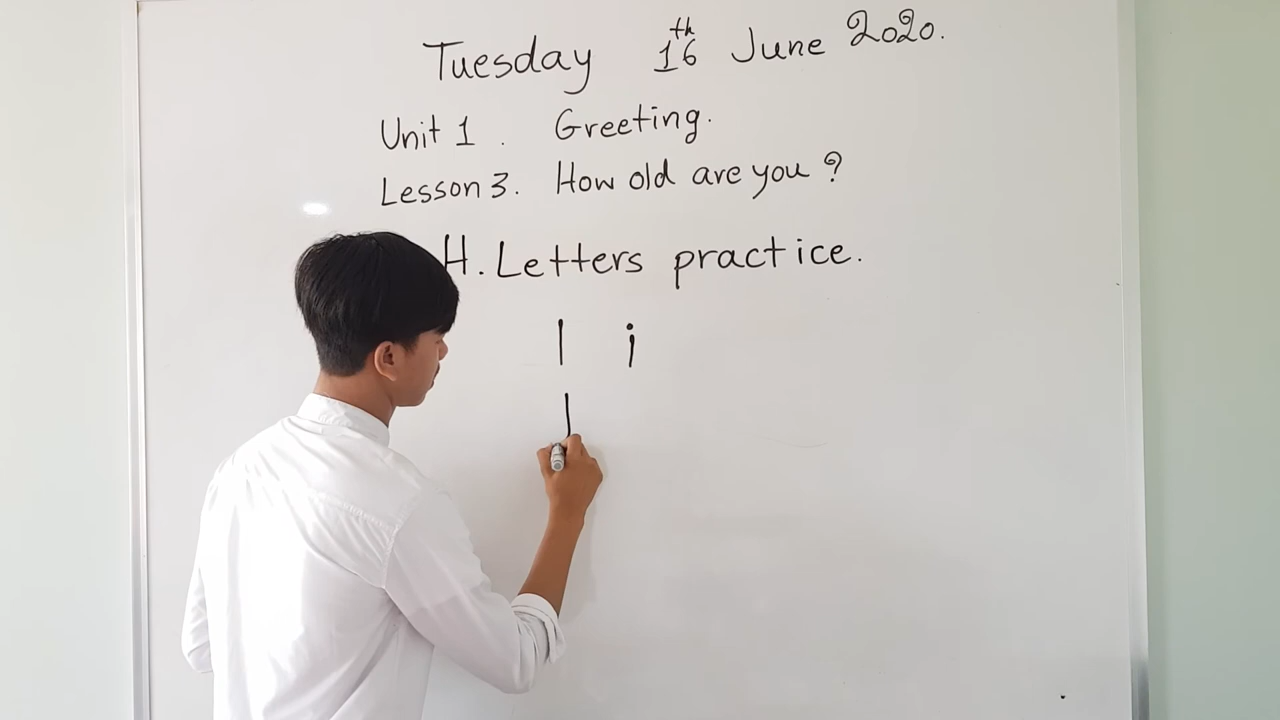 Tuesday 16th June 2020.
Unit 1. Greeting.
Lesson 3. How old are you?
H. Letters practice.
I i